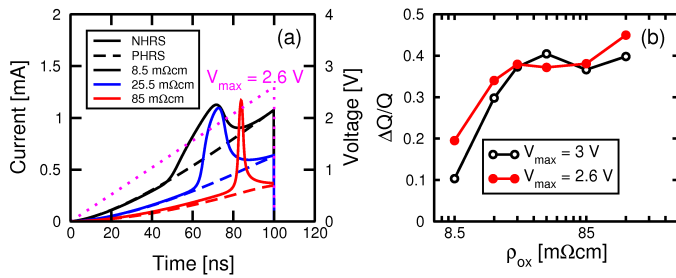 2
1.5
1
0.5
0
Current [mA]
0 20 40 60 80 100 120
Time [ns]
4
3
2
1
0
Voltage [V]
NHRS
PHRS
8.5 mΩcm
25.5 mΩcm
85 mΩcm
(a)
V_max = 2.6 V
0.5
0.4
0.3
0.2
0.1
0
ΔQ/Q
(b)
V_max = 3 V
V_max = 2.6 V
8.5 85
ρ_ox [mΩcm]